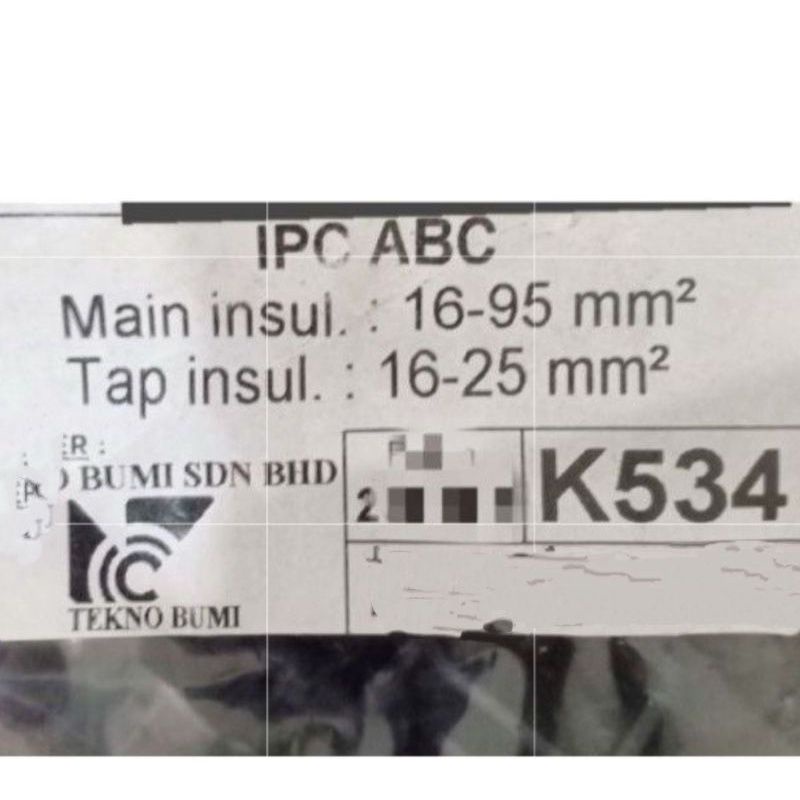 IPC ABC
Main insul. : 16-95 mm²
Tap insul. : 16-25 mm²
BUMI SDN BHD
K534
TEKNO BUMI